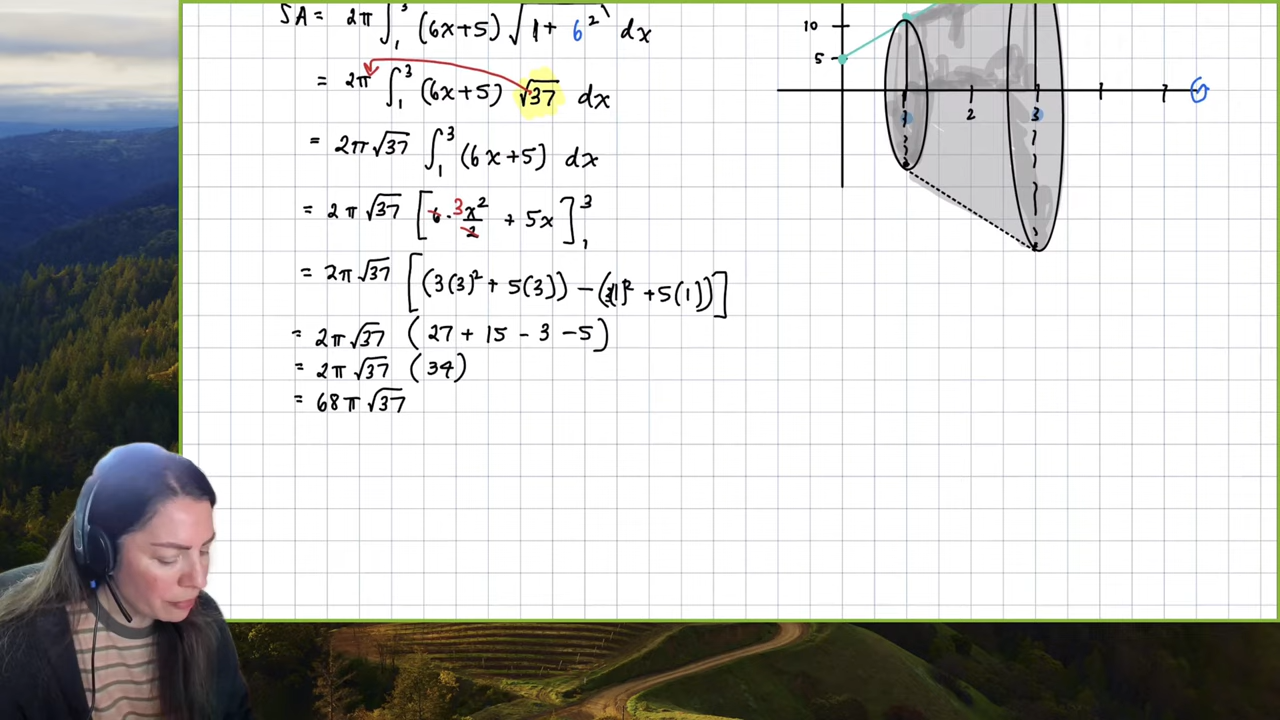 SA = 2π ∫₁³ (6x+5) √(1 + 6²) dx
= 2π ∫₁³ (6x+5) √37 dx
= 2π√37 ∫₁³ (6x+5) dx
= 2π√37 [6 · 3 x²/2 + 5x]₁³
= 2π√37 [(3(3)² + 5(3)) − (3(1)² + 5(1))]
= 2π√37 (27 + 15 − 3 − 5)
= 2π√37 (34)
= 68π√37
10
5
1 2 3